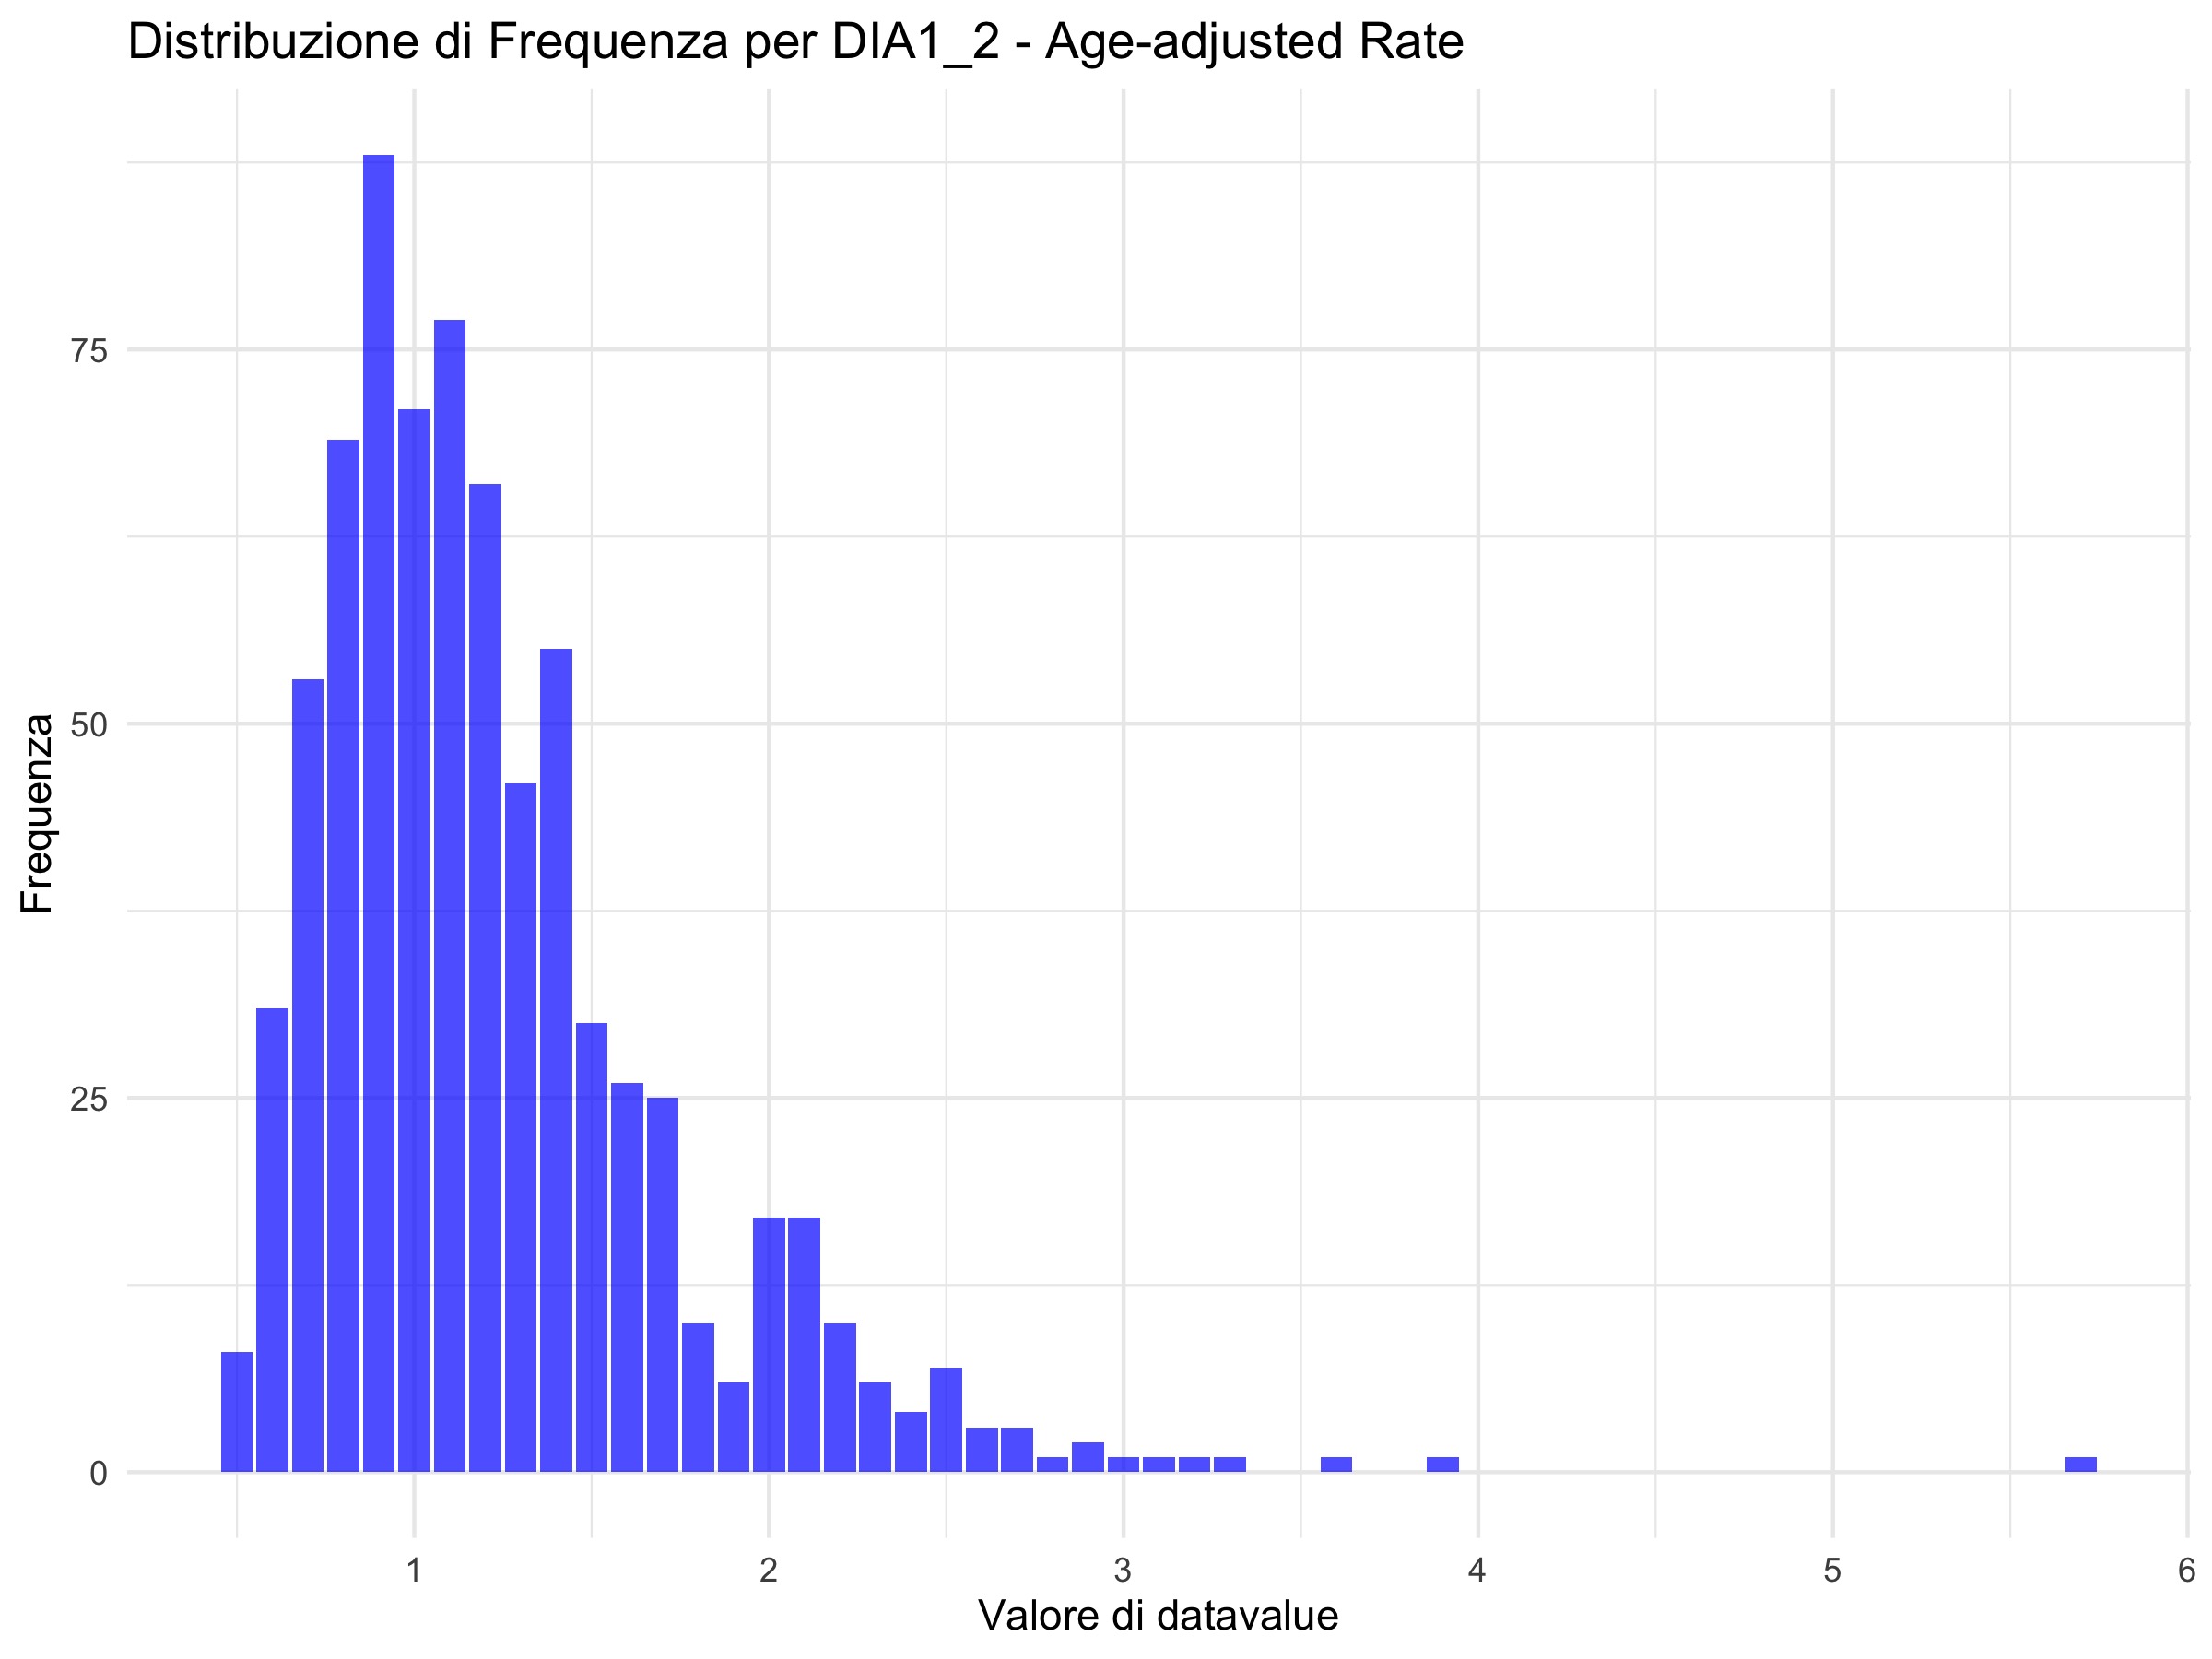 Distribuzione di Frequenza per DIA1_2 - Age-adjusted Rate
Frequenza
75
50
25
0
1 2 3 4 5 6
Valore di datavalue